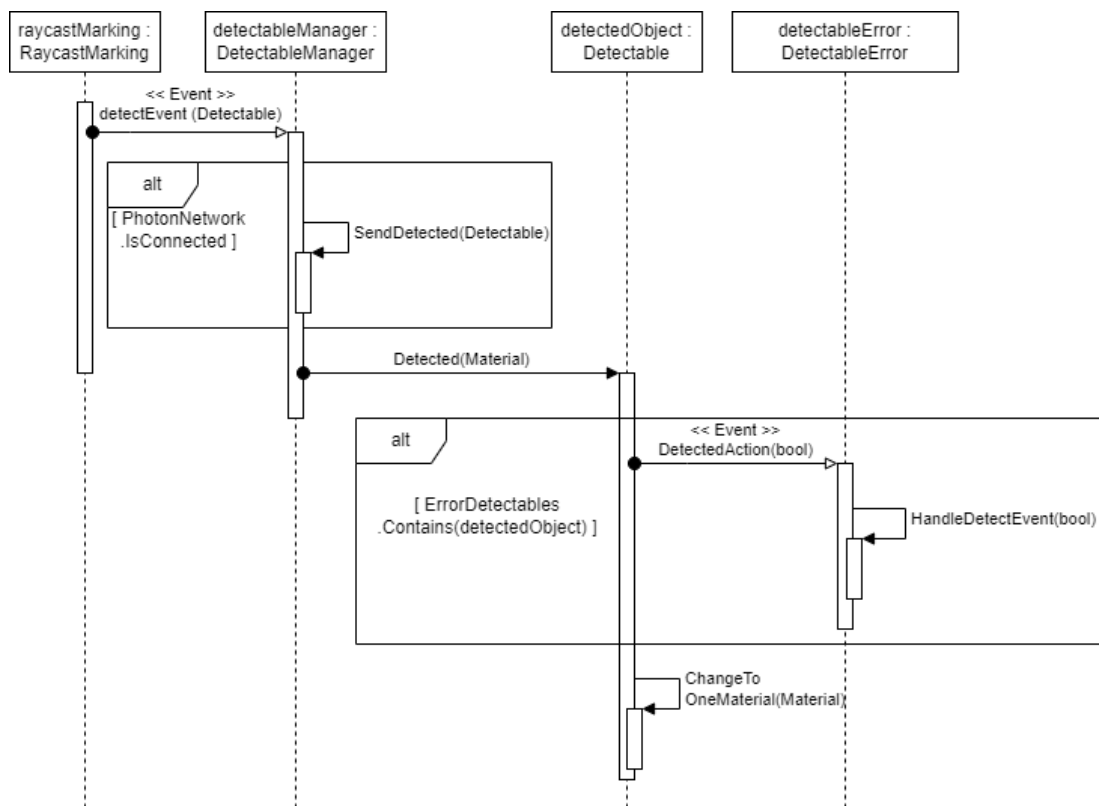 raycastMarking :
RaycastMarking
detectableManager :
DetectableManager
detectedObject :
Detectable
detectableError :
DetectableError
<< Event >>
detectEvent (Detectable)
alt
[ PhotonNetwork
.IsConnected ]
SendDetected(Detectable)
Detected(Material)
alt
<< Event >>
DetectedAction(bool)
[ ErrorDetectables
.Contains(detectedObject) ]
HandleDetectEvent(bool)
ChangeTo
OneMaterial(Material)